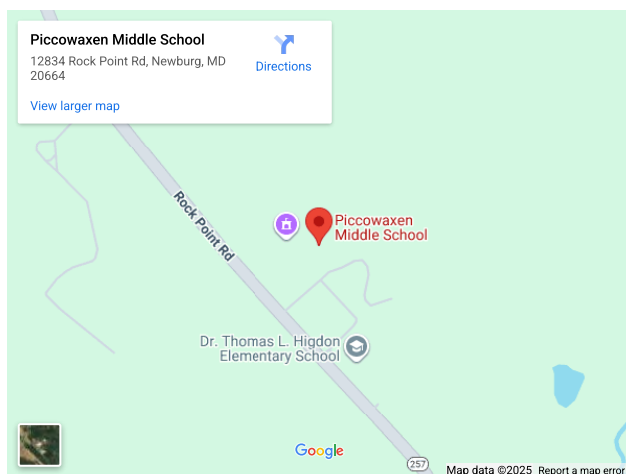 Piccowaxen Middle School
12834 Rock Point Rd, Newburg, MD
20664
Directions
View larger map
Rock Point Rd
Piccowaxen
Middle School
Dr. Thomas L. Higdon
Elementary School
Google
257
Map data ©2025 Report a map error